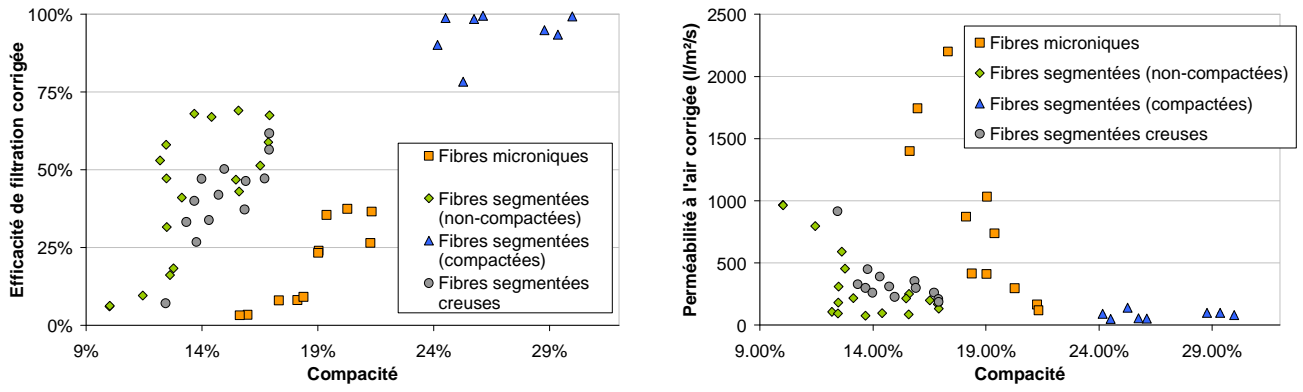 Efficacité de filtration corrigée
100%
75%
50%
25%
0%
9%
14%
19%
24%
29%
Compacité
Fibres microniques
Fibres segmentées
(non-compactées)
Fibres segmentées
(compactées)
Fibres segmentées
creuses
Perméabilité à l'air corrigée (l/m²/s)
2500
2000
1500
1000
500
0
9.00%
14.00%
19.00%
24.00%
29.00%
Compacité
Fibres microniques
Fibres segmentées (non-compactées)
Fibres segmentées (compactées)
Fibres segmentées creuses